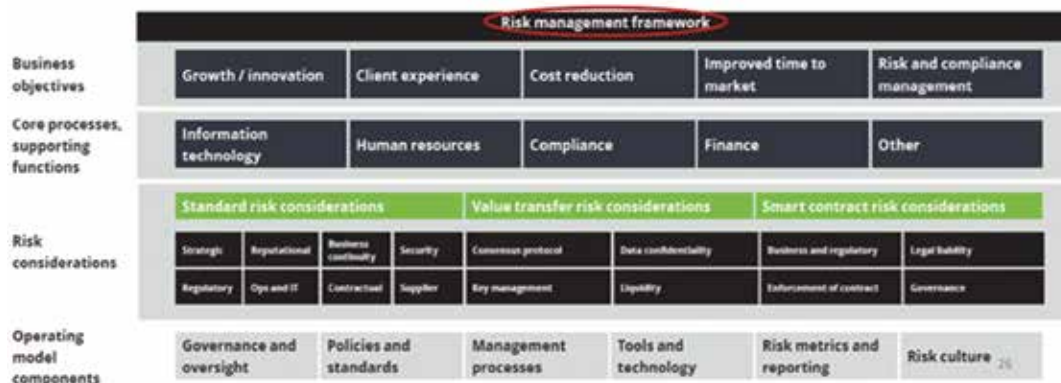 Risk management framework
Business
objectives
Growth / innovation
Client experience
Cost reduction
Improved time to
market
Risk and compliance
management
Core processes,
supporting
functions
Information
technology
Human resources
Compliance
Finance
Other
Risk
considerations
Standard risk considerations
Value transfer risk considerations
Smart contract risk considerations
Strategic
Reputational
Business
continuity
Security
Consensus protocol
Data confidentiality
Business and regulatory
Legal liability
Regulatory
Ops and IT
Contractual
Supplier
Key management
Liquidity
Enforcement of contract
Governance
Operating
model
components
Governance and
oversight
Policies and
standards
Management
processes
Tools and
technology
Risk metrics and
reporting
Risk culture
26